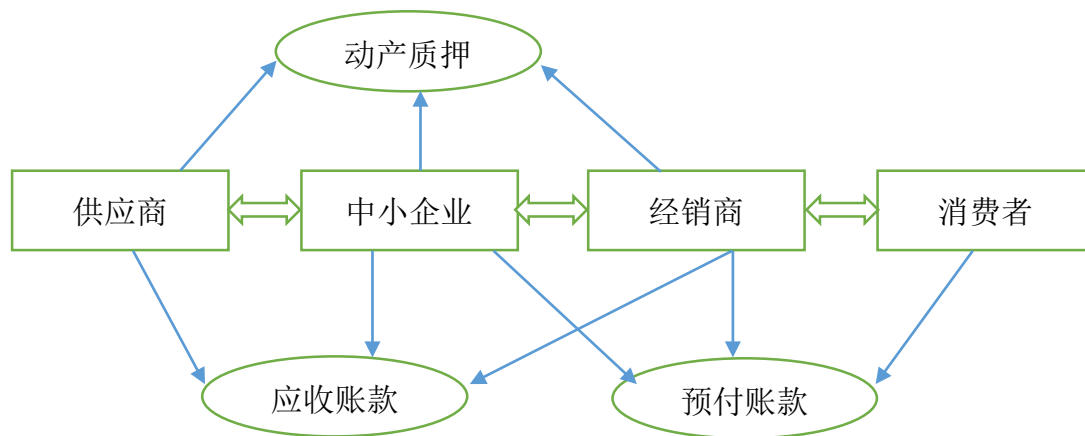 动产质押
供应商
中小企业
经销商
消费者
应收账款
预付账款